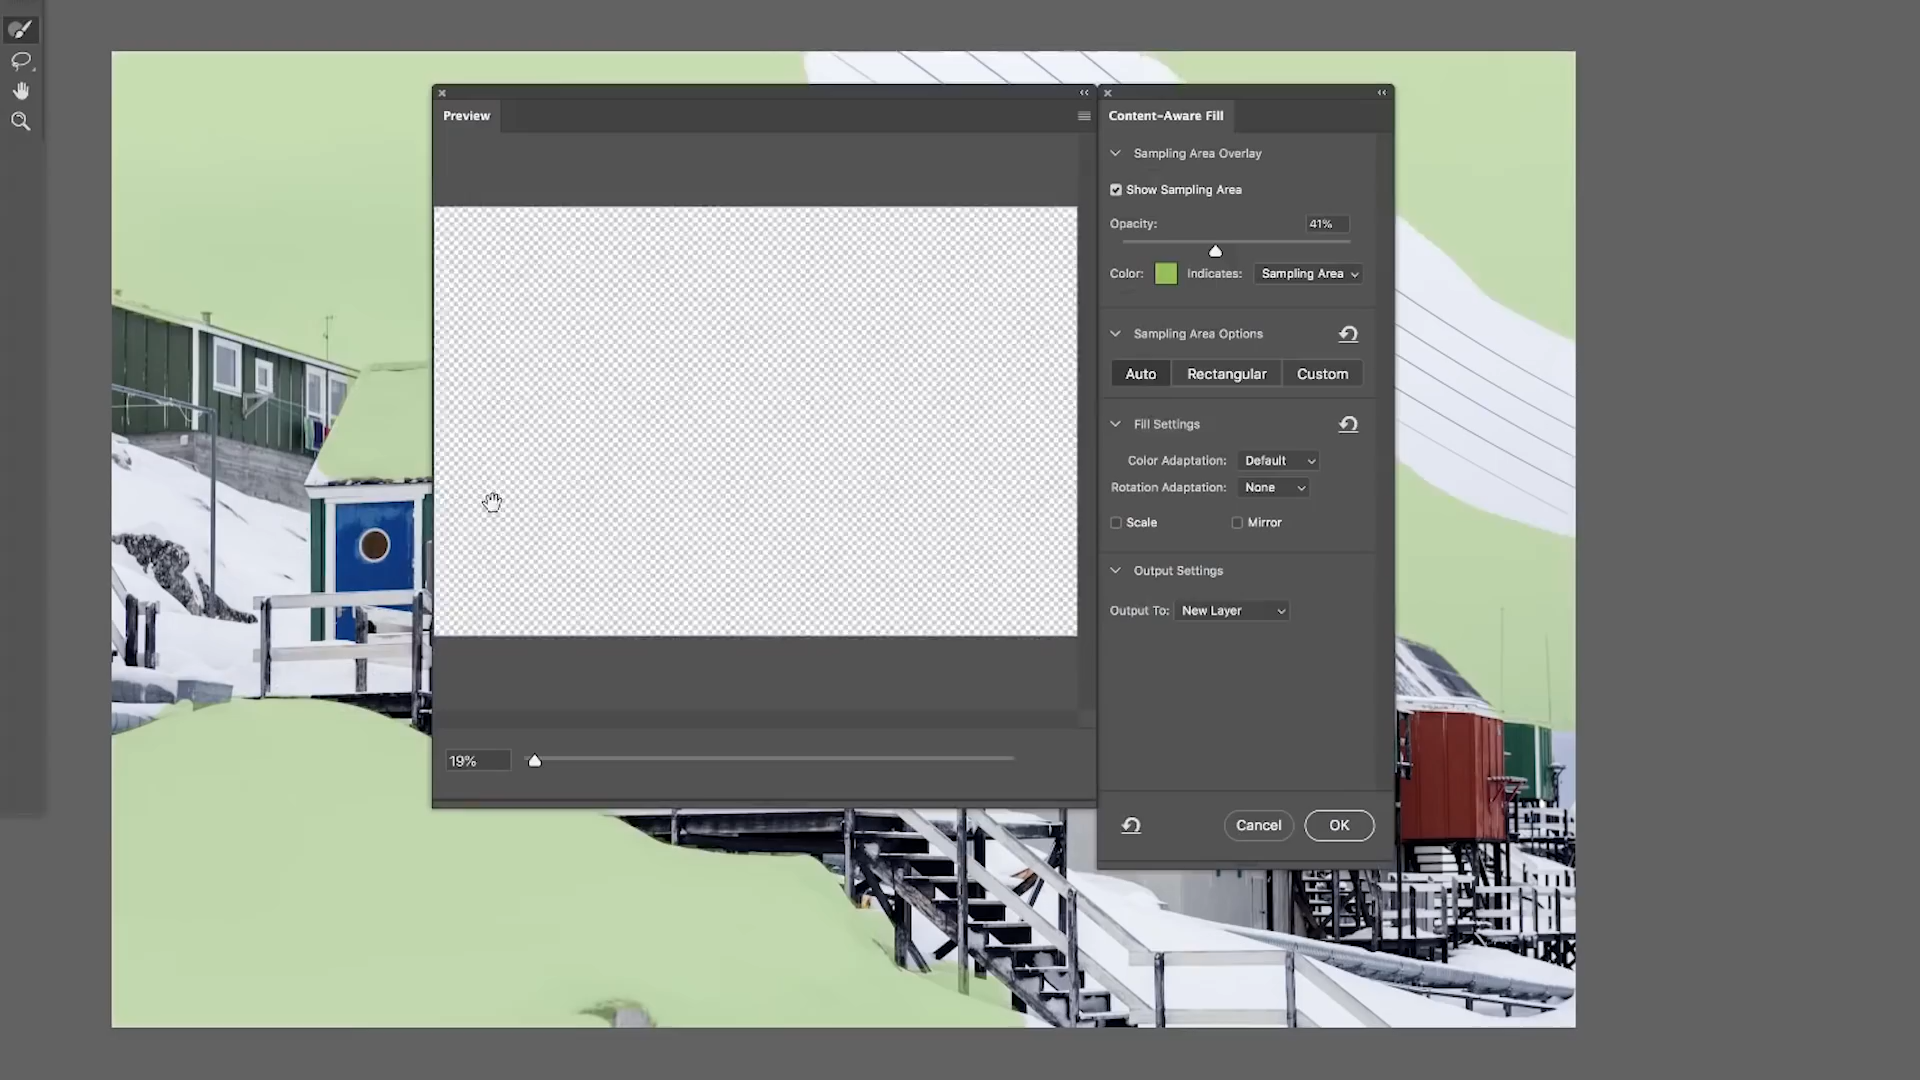 Preview
Content-Aware Fill
Sampling Area Overlay
Show Sampling Area
Opacity: 41%
Color: Indicates: Sampling Area
Sampling Area Options
Auto Rectangular Custom
Fill Settings
Color Adaptation: Default
Rotation Adaptation: None
Scale Mirror
Output Settings
Output To: New Layer
19%
Cancel OK